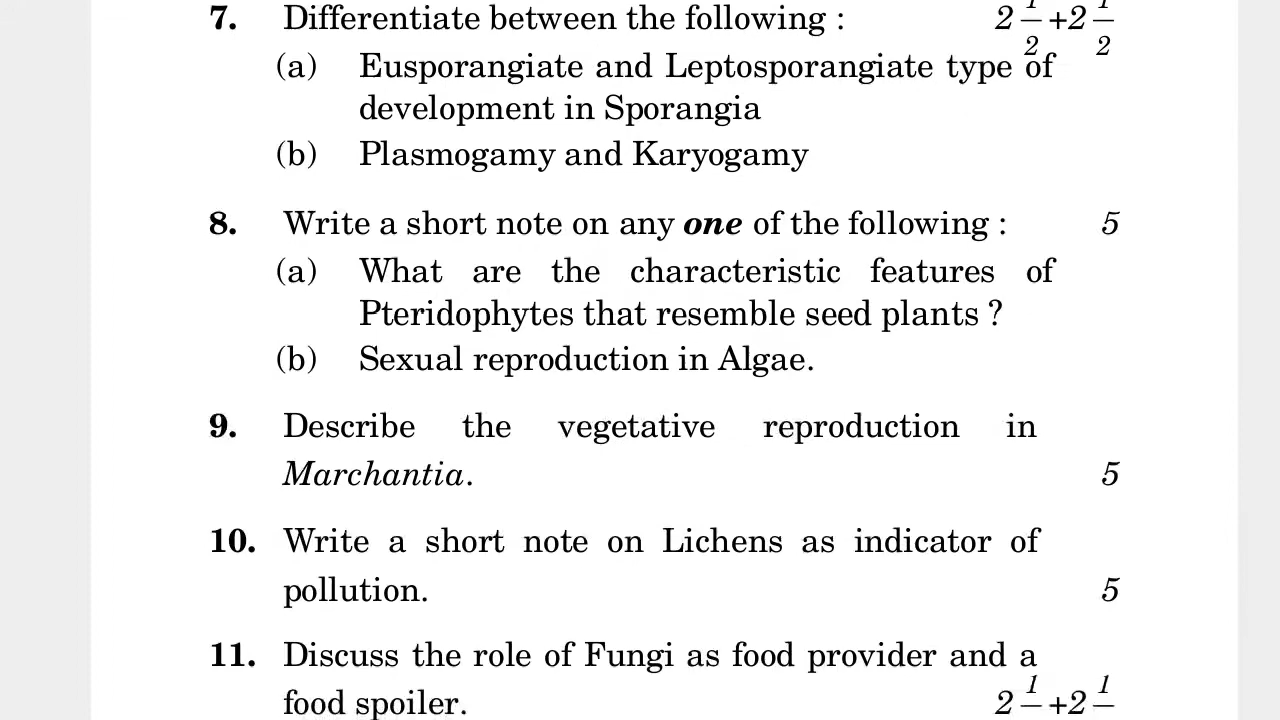 7. Differentiate between the following : 2 1/2 +2 1/2
(a) Eusporangiate and Leptosporangiate type of
development in Sporangia
(b) Plasmogamy and Karyogamy
8. Write a short note on any one of the following : 5
(a) What are the characteristic features of
Pteridophytes that resemble seed plants ?
(b) Sexual reproduction in Algae.
9. Describe the vegetative reproduction in
Marchantia. 5
10. Write a short note on Lichens as indicator of
pollution. 5
11. Discuss the role of Fungi as food provider and a
food spoiler. 2 1 +2 1